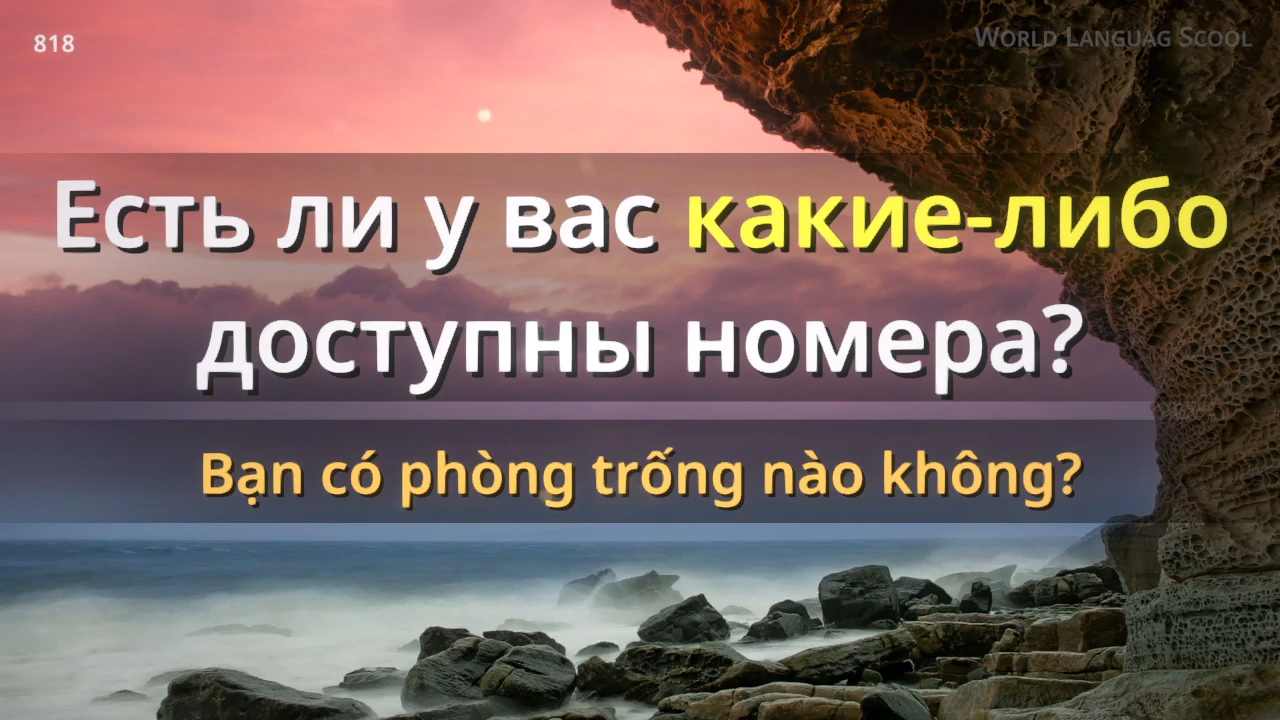 818
World Languag Scool
Есть ли у вас какие-либо
доступны номера?
Bạn có phòng trống nào không?